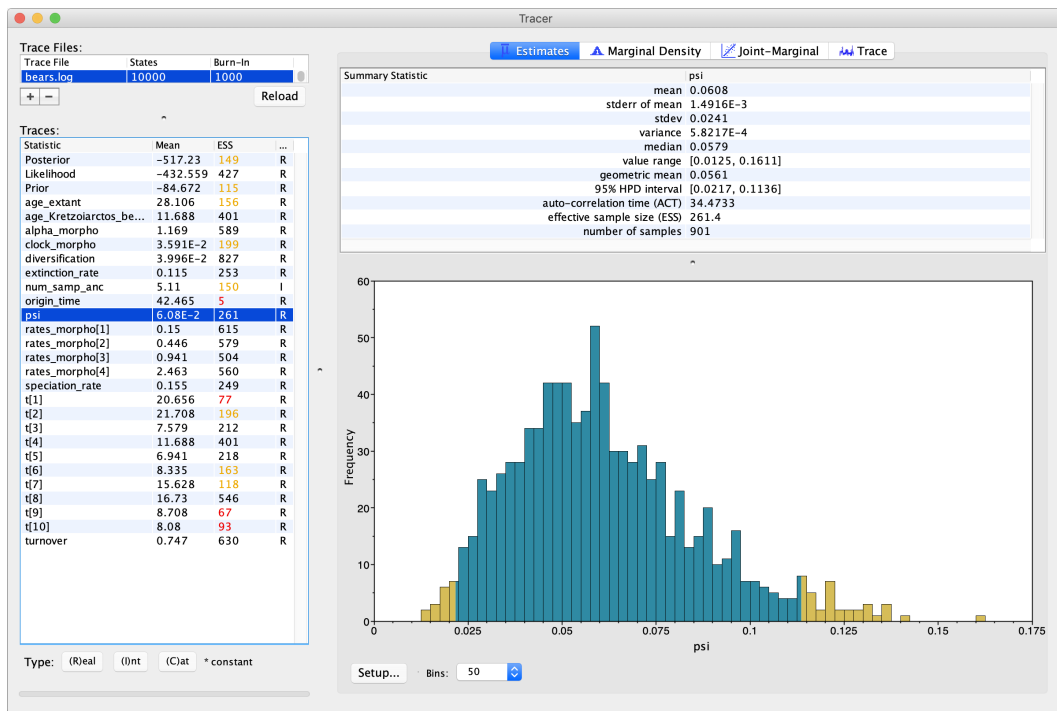 Tracer
Trace Files:
Trace File States Burn-In
bears.log 10000 1000
+ − Reload
Traces:
Statistic Mean ESS ...
Posterior −517.23 149 R
Likelihood −432.559 427 R
Prior −84.672 115 R
age_extant 28.106 156 R
age_Kretzoiarctos_be... 11.688 401 R
alpha_morpho 1.169 589 R
clock_morpho 3.591E−2 199 R
diversification 3.996E−2 827 R
extinction_rate 0.115 253 R
num_samp_anc 5.11 150 I
origin_time 42.465 5 R
psi 6.08E−2 261 R
rates_morpho[1] 0.15 615 R
rates_morpho[2] 0.446 579 R
rates_morpho[3] 0.941 504 R
rates_morpho[4] 2.463 560 R
speciation_rate 0.155 249 R
t[1] 20.656 77 R
t[2] 21.708 196 R
t[3] 7.579 212 R
t[4] 11.688 401 R
t[5] 6.941 218 R
t[6] 8.335 163 R
t[7] 15.628 118 R
t[8] 16.73 546 R
t[9] 8.708 67 R
t[10] 8.08 93 R
turnover 0.747 630 R
Type: (R)eal (I)nt (C)at * constant
Estimates Marginal Density Joint-Marginal Trace
Summary Statistic psi
mean 0.0608
stderr of mean 1.4916E-3
stdev 0.0241
variance 5.8217E-4
median 0.0579
value range [0.0125, 0.1611]
geometric mean 0.0561
95% HPD interval [0.0217, 0.1136]
auto-correlation time (ACT) 34.4733
effective sample size (ESS) 261.4
number of samples 901
60
50
40
30
20
10
0
Frequency
0 0.025 0.05 0.075 0.1 0.125 0.15 0.175
psi
Setup... Bins: 50